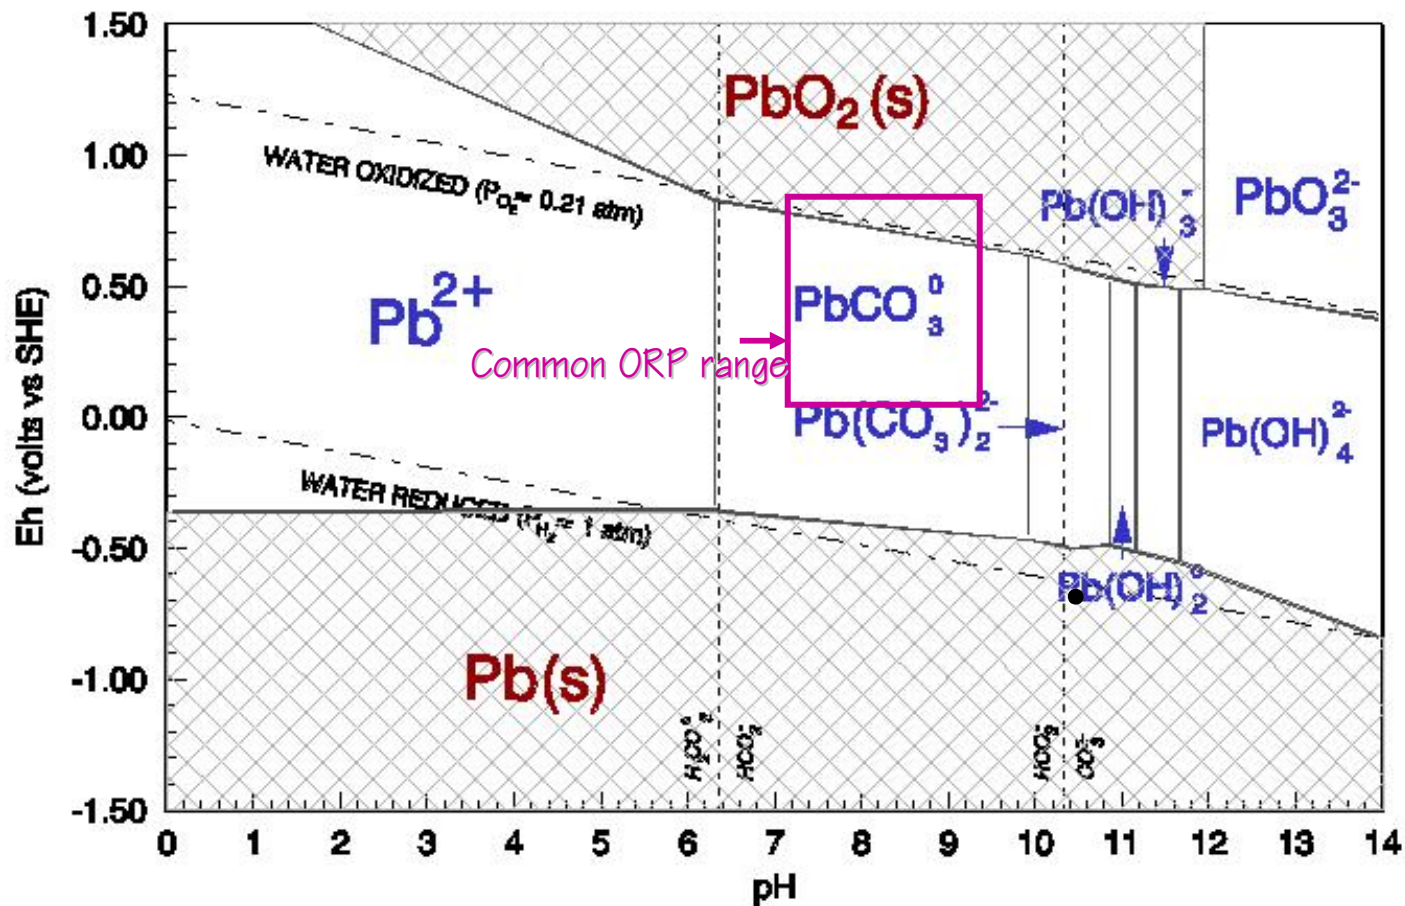 1.50
1.00
0.50
0.00
-0.50
-1.00
-1.50
Eh (volts vs SHE)
PbO₂ (s)
WATER OXIDIZED (P_O₂= 0.21 atm)
Pb(OH)₃⁻
PbO₃²⁻
Pb²⁺
PbCO₃⁰
Common ORP range
Pb(CO₃)₂²⁻
Pb(OH)₄²⁻
WATER REDUCED (P_H₂= 1 atm)
Pb(OH)₂⁰
Pb(s)
HCO₃⁻
HCO₃⁻
CO₃²⁻
0 1 2 3 4 5 6 7 8 9 10 11 12 13 14
pH